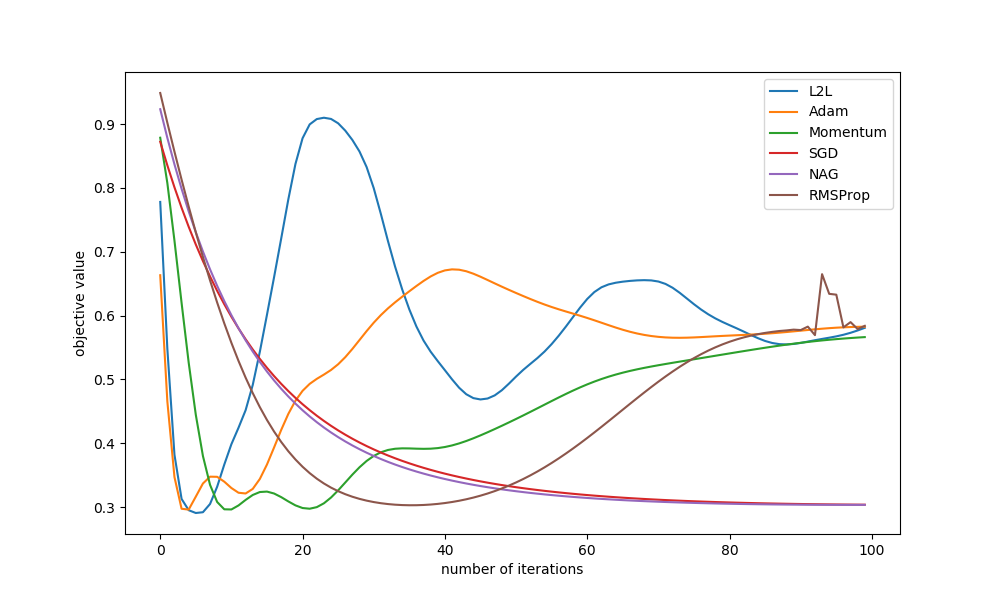 L2L
Adam
Momentum
SGD
NAG
RMSProp
objective value
0.9
0.8
0.7
0.6
0.5
0.4
0.3
0 20 40 60 80 100
number of iterations